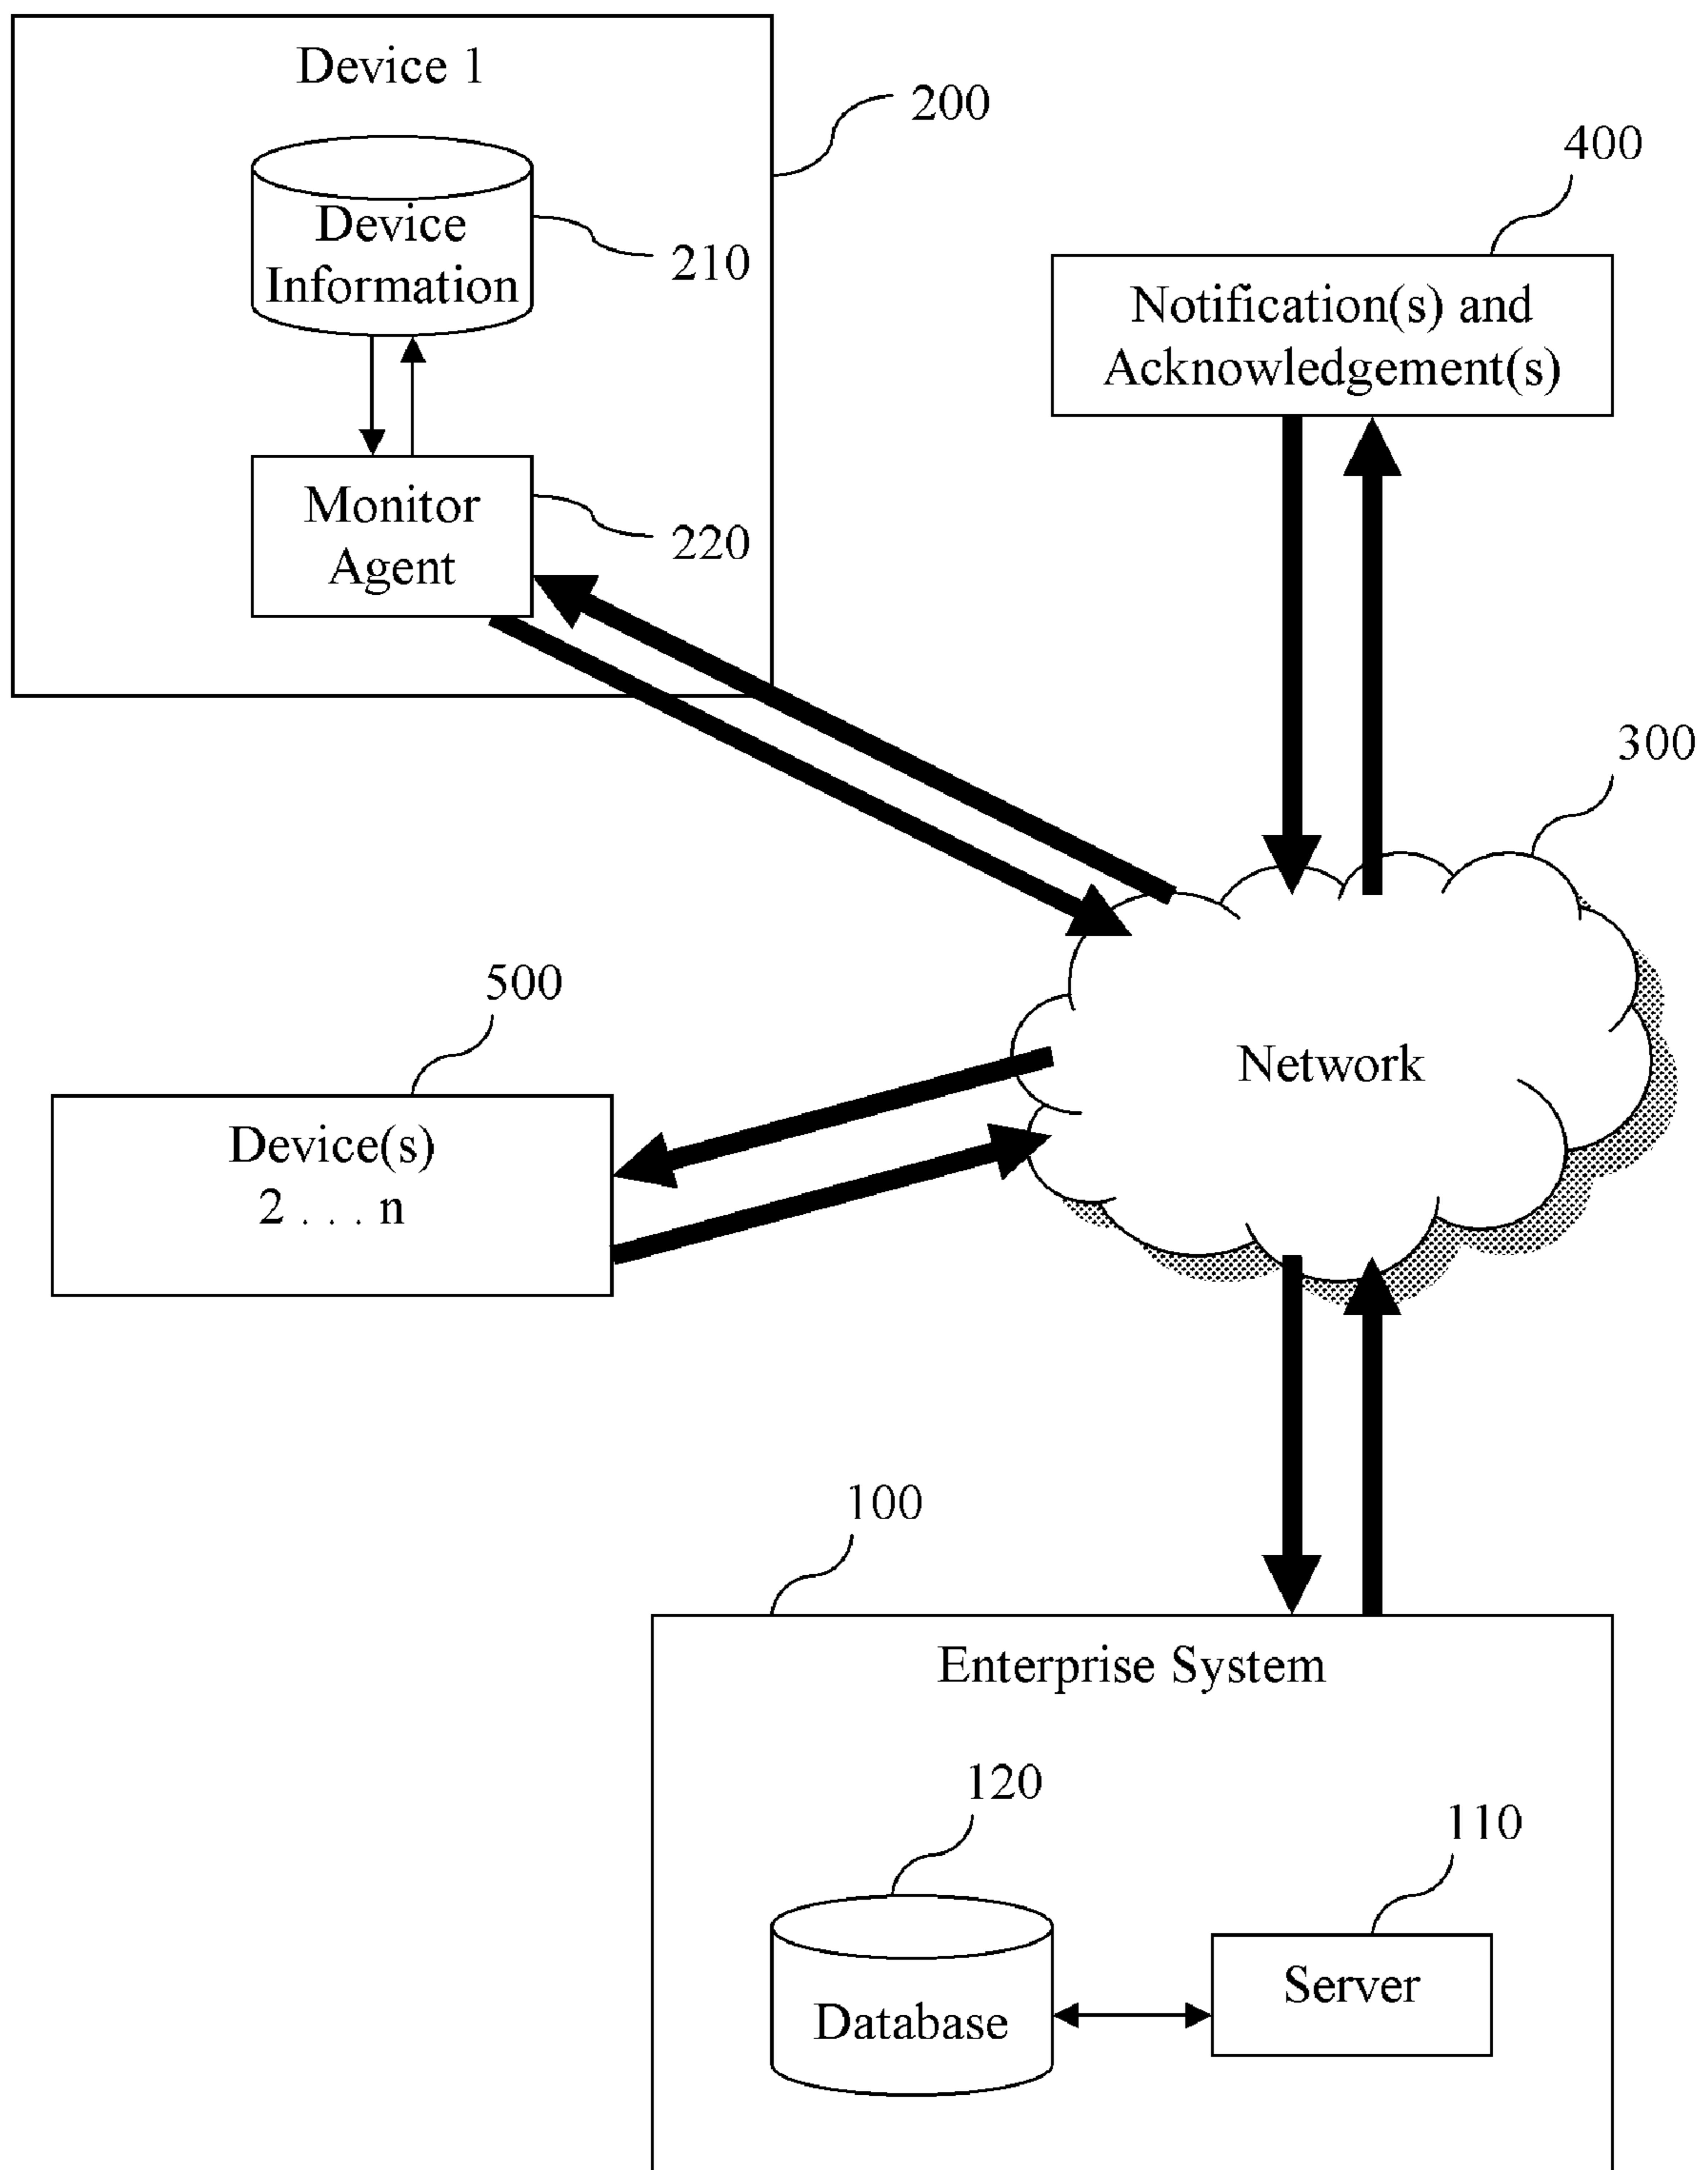 Device 1
200
Device
Information
210
Monitor
Agent
220
400
Notification(s) and
Acknowledgement(s)
300
Network
500
Device(s)
2 . . . n
100
Enterprise System
120
110
Database
Server